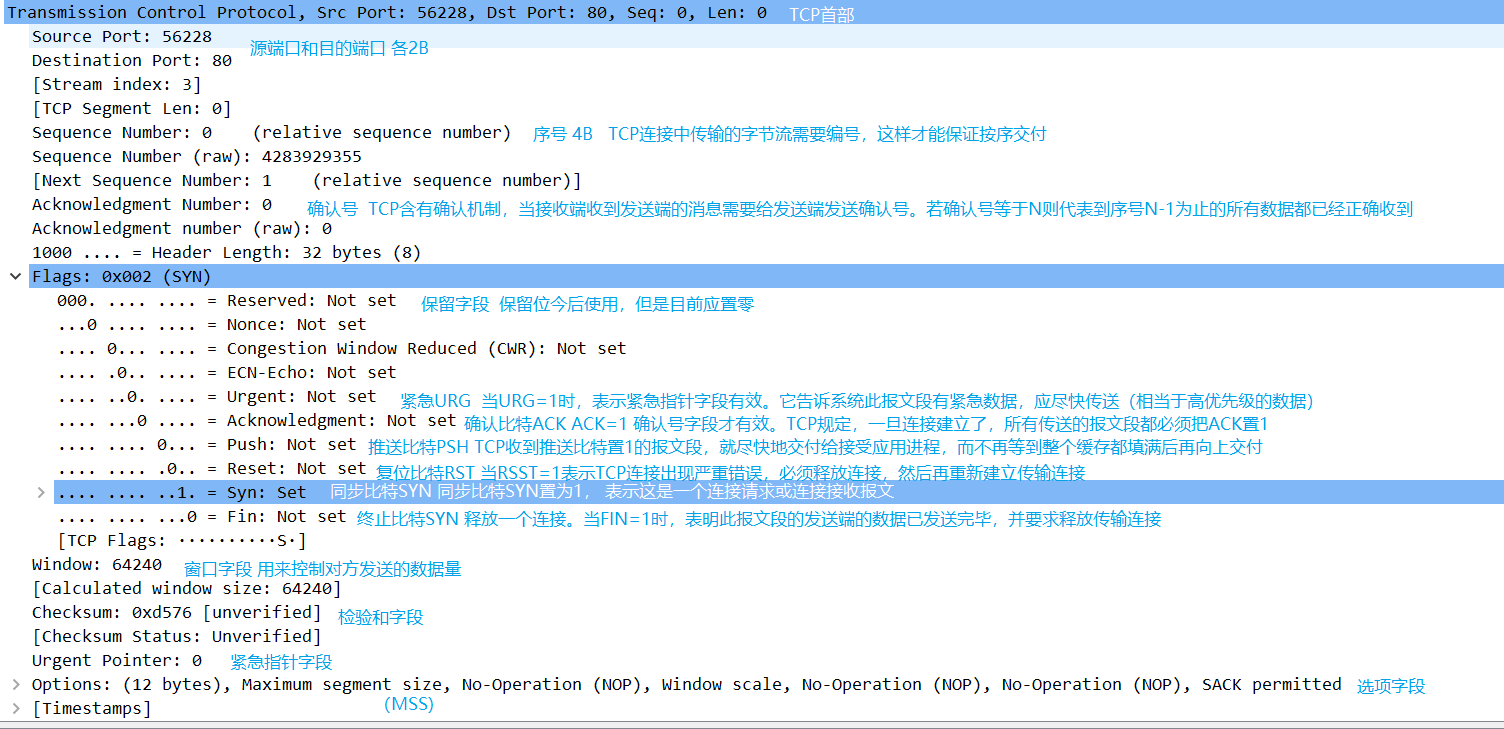 Transmission Control Protocol, Src Port: 56228, Dst Port: 80, Seq: 0, Len: 0 TCP首部
Source Port: 56228
源端口和目的端口 各2B
Destination Port: 80
[Stream index: 3]
[TCP Segment Len: 0]
Sequence Number: 0    (relative sequence number) 序号 4B TCP连接中传输的字节流需要编号，这样才能保证按序交付
Sequence Number (raw): 4283929355
[Next Sequence Number: 1    (relative sequence number)]
Acknowledgment Number: 0 确认号 TCP含有确认机制，当接收端收到发送端的消息需要给发送端发送确认号。若确认号等于N则代表到序号N-1为止的所有数据都已经正确收到
Acknowledgment number (raw): 0
1000 .... = Header Length: 32 bytes (8)
Flags: 0x002 (SYN)
000. .... .... = Reserved: Not set 保留字段 保留位今后使用，但是目前应置零
...0 .... .... = Nonce: Not set
.... 0... .... = Congestion Window Reduced (CWR): Not set
.... .0.. .... = ECN-Echo: Not set
.... ..0. .... = Urgent: Not set 紧急URG 当URG=1时，表示紧急指针字段有效。它告诉系统此报文段有紧急数据，应尽快传送（相当于高优先级的数据）
.... ...0 .... = Acknowledgment: Not set 确认比特ACK ACK=1 确认号字段才有效。TCP规定，一旦连接建立了，所有传送的报文段都必须把ACK置1
.... .... 0... = Push: Not set 推送比特PSH TCP收到推送比特置1的报文段，就尽快地交付给接受应用进程，而不再等到整个缓存都填满后再向上交付
.... .... .0.. = Reset: Not set 复位比特RST 当RSST=1表示TCP连接出现严重错误，必须释放连接，然后再重新建立传输连接
.... .... ..1. = Syn: Set 同步比特SYN 同步比特SYN置为1， 表示这是一个连接请求或连接接收报文
.... .... ...0 = Fin: Not set 终止比特SYN 释放一个连接。当FIN=1时，表明此报文段的发送端的数据已发送完毕，并要求释放传输连接
[TCP Flags: ··········S·]
Window: 64240 窗口字段 用来控制对方发送的数据量
[Calculated window size: 64240]
Checksum: 0xd576 [unverified] 检验和字段
[Checksum Status: Unverified]
Urgent Pointer: 0 紧急指针字段
Options: (12 bytes), Maximum segment size, No-Operation (NOP), Window scale, No-Operation (NOP), No-Operation (NOP), SACK permitted 选项字段
(MSS)
[Timestamps]